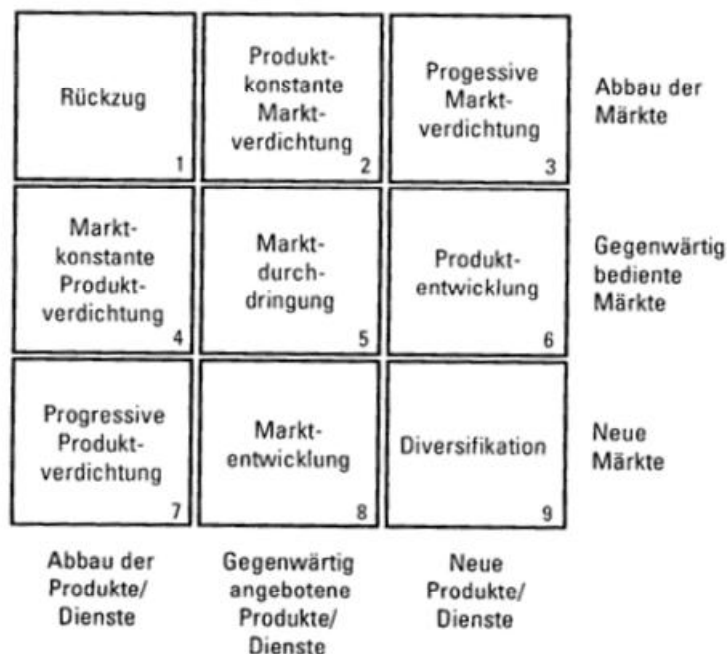 Rückzug
1
Produkt-
konstante
Markt-
verdichtung
2
Progessive
Markt-
verdichtung
3
Abbau der
Märkte
Markt-
konstante
Produkt-
verdichtung
4
Markt-
durch-
dringung
5
Produkt-
entwicklung
6
Gegenwärtig
bediente
Märkte
Progressive
Produkt-
verdichtung
7
Markt-
entwicklung
8
Diversifikation
9
Neue
Märkte
Abbau der
Produkte/
Dienste
Gegenwärtig
angebotene
Produkte/
Dienste
Neue
Produkte/
Dienste